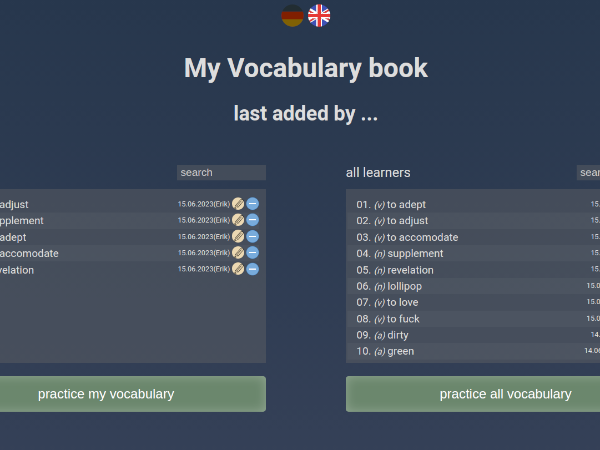 My Vocabulary book
last added by ...
search
adjust 15.06.2023(Erik)
pplement 15.06.2023(Erik)
adept 15.06.2023(Erik)
accomodate 15.06.2023(Erik)
velation 15.06.2023(Erik)
practice my vocabulary
all learners sear
01. (v) to adept 15.
02. (v) to adjust 15.
03. (v) to accomodate 15.
04. (n) supplement 15.
05. (n) revelation 15.
06. (n) lollipop 15.0
07. (v) to love 15.0
08. (v) to fuck 15.0
09. (a) dirty 14.
10. (a) green 14.06
practice all vocabulary